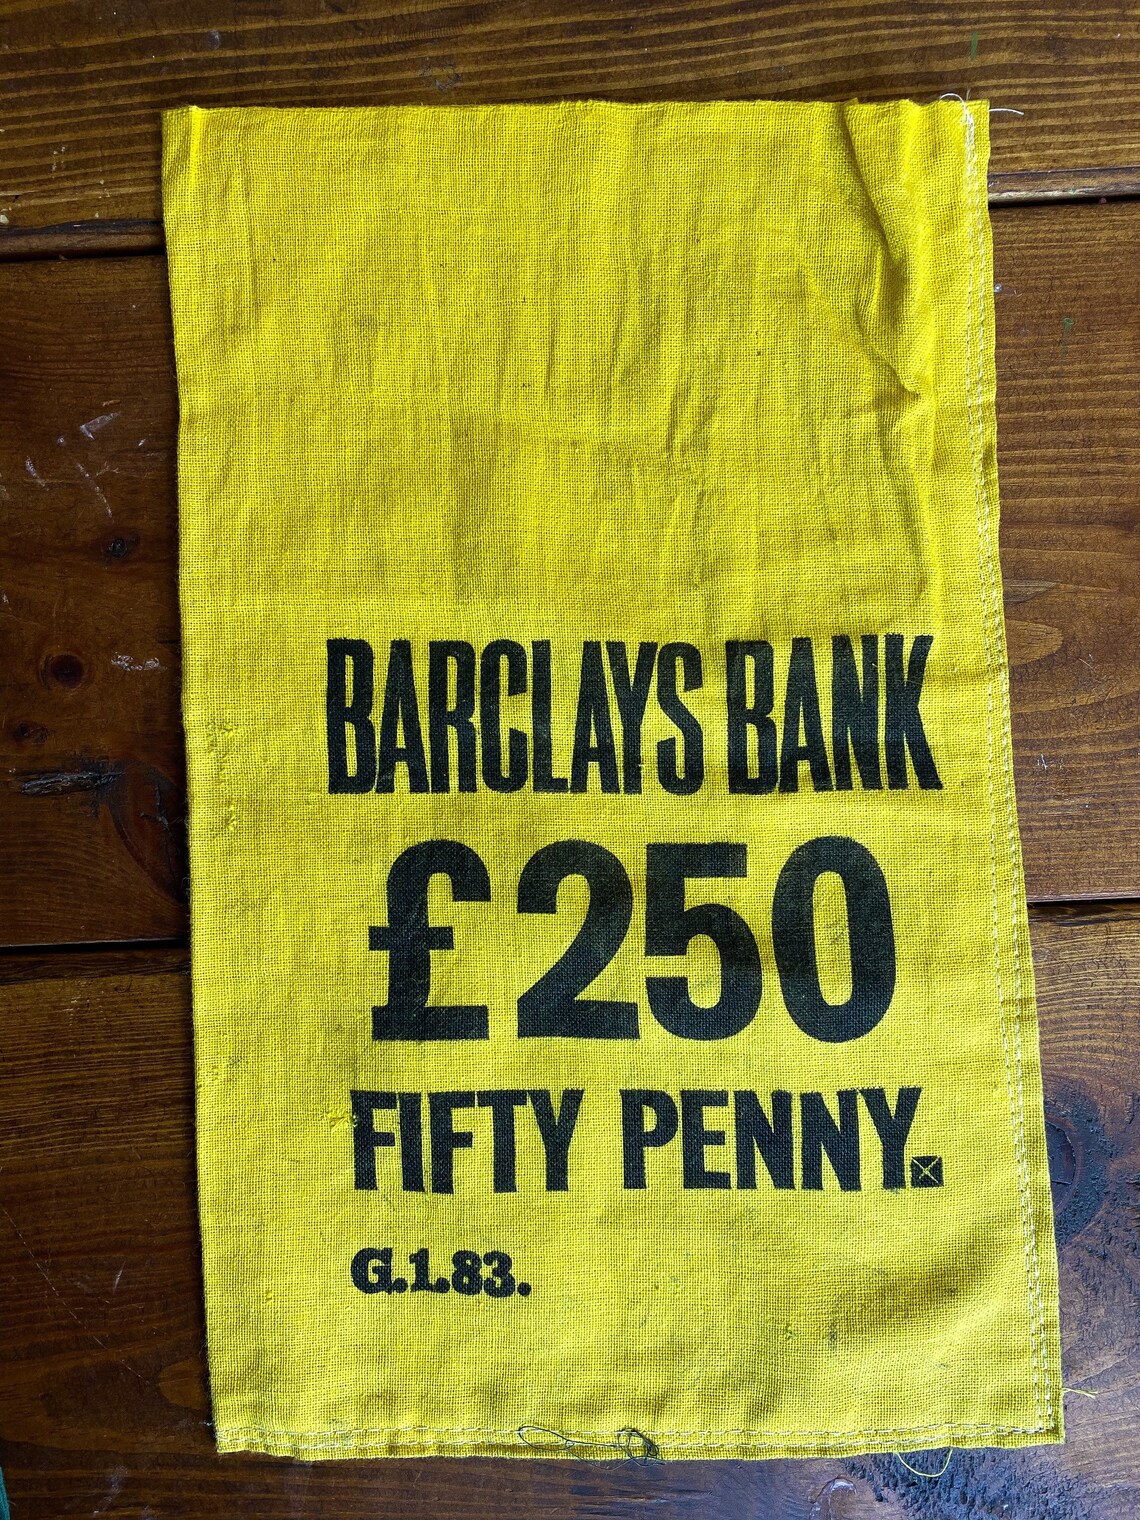 BARCLAYS BANK
£250
FIFTY PENNY.
G.1.83.